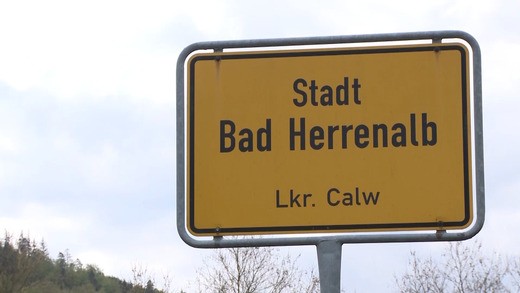 Stadt
Bad Herrenalb
Lkr. Calw